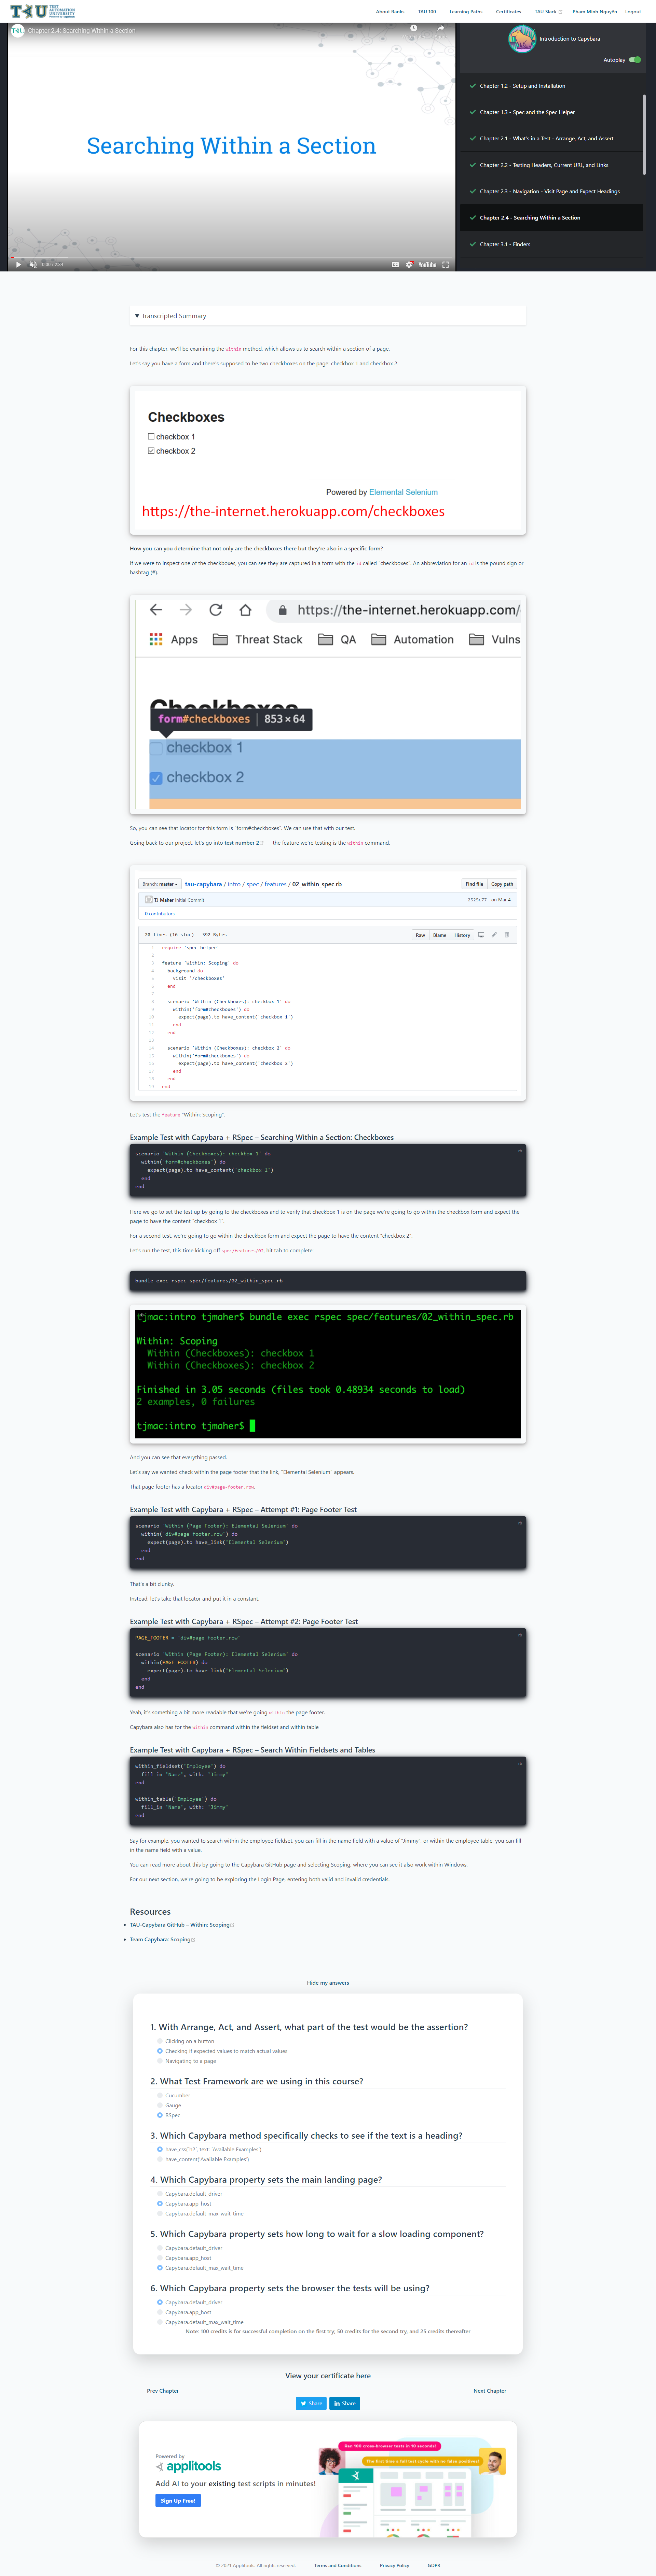 TAU TEST AUTOMATION UNIVERSITY
About Ranks TAU 100 Learning Paths Certificates TAU Slack Phạm Minh Nguyên Logout
Chapter 2.4: Searching Within a Section
Searching Within a Section
YouTube
Introduction to Capybara
Autoplay
Chapter 1.2 - Setup and Installation
Chapter 1.3 - Spec and the Spec Helper
Chapter 2.1 - What's in a Test - Arrange, Act, and Assert
Chapter 2.2 - Testing Headers, Current URL, and Links
Chapter 2.3 - Navigation - Visit Page and Expect Headings
Chapter 2.4 - Searching Within a Section
Chapter 3.1 - Finders
▼ Transcripted Summary
For this chapter, we'll be examining the within method, which allows us to search within a section of a page.
Let's say you have a form and there's supposed to be two checkboxes on the page: checkbox 1 and checkbox 2.
Checkboxes
checkbox 1
checkbox 2
Powered by Elemental Selenium
https://the-internet.herokuapp.com/checkboxes
How you can you determine that not only are the checkboxes there but they're also in a specific form?
If we were to inspect one of the checkboxes, you can see they are captured in a form with the id called "checkboxes". An abbreviation for an id is the pound sign or
hashtag (#).
https://the-internet.herokuapp.com/
Apps Threat Stack QA Automation Vulns
Checkboxes
form#checkboxes 853 × 64
checkbox 1
checkbox 2
So, you can see that locator for this form is "form#checkboxes". We can use that with our test.
Going back to our project, let's go into test number 2 — the feature we're testing is the within command.
Branch: master tau-capybara / intro / spec / features / 02_within_spec.rb Find file Copy path
TJ Maher Initial Commit 2525c77 on Mar 4
0 contributors
20 lines (16 sloc) 392 Bytes Raw Blame History
1 require 'spec_helper'
2
3 feature 'Within: Scoping' do
4 background do
5 visit '/checkboxes'
6 end
7
8 scenario 'Within (Checkboxes): checkbox 1' do
9 within('form#checkboxes') do
10 expect(page).to have_content('checkbox 1')
11 end
12 end
13
14 scenario 'Within (Checkboxes): checkbox 2' do
15 within('form#checkboxes') do
16 expect(page).to have_content('checkbox 2')
17 end
18 end
19 end
Let's test the Feature "Within: Scoping".
Example Test with Capybara + RSpec – Searching Within a Section: Checkboxes
scenario 'Within (Checkboxes): checkbox 1' do
within('form#checkboxes') do
expect(page).to have_content('checkbox 1')
end
end
Here we go to set the test up by going to the checkboxes and to verify that checkbox 1 is on the page we're going to go within the checkbox form and expect the
page to have the content "checkbox 1".
For a second test, we're going to go within the checkbox form and expect the page to have the content "checkbox 2".
Let's run the test, this time kicking off spec/features/02, hit tab to complete:
bundle exec rspec spec/features/02_within_spec.rb
tjmac:intro tjmaher$ bundle exec rspec spec/features/02_within_spec.rb
Within: Scoping
Within (Checkboxes): checkbox 1
Within (Checkboxes): checkbox 2
Finished in 3.05 seconds (files took 0.48934 seconds to load)
2 examples, 0 failures
tjmac:intro tjmaher$
And you can see that everything passed.
Let's say we wanted check within the page footer that the link, "Elemental Selenium" appears.
That page footer has a locator div#page-footer.row.
Example Test with Capybara + RSpec – Attempt #1: Page Footer Test
scenario 'Within (Page Footer): Elemental Selenium' do
within('div#page-footer.row') do
expect(page).to have_link('Elemental Selenium')
end
end
That's a bit clunky.
Instead, let's take that locator and put it in a constant.
Example Test with Capybara + RSpec – Attempt #2: Page Footer Test
PAGE_FOOTER = 'div#page-footer.row'
scenario 'Within (Page Footer): Elemental Selenium' do
within(PAGE_FOOTER) do
expect(page).to have_link('Elemental Selenium')
end
end
Yeah, it's something a bit more readable that we're going within the page footer.
Capybara also has for the within command within the fieldset and within table
Example Test with Capybara + RSpec – Search Within Fieldsets and Tables
within_fieldset('Employee') do
fill_in 'Name', with: 'Jimmy'
end
within_table('Employee') do
fill_in 'Name', with: 'Jimmy'
end
Say for example, you wanted to search within the employee fieldset, you can fill in the name field with a value of "Jimmy", or within the employee table, you can fill
in the name field with a value.
You can read more about this by going to the Capybara GitHub page and selecting Scoping, where you can see it also work within Windows.
For our next section, we're going to be exploring the Login Page, entering both valid and invalid credentials.
Resources
TAU-Capybara GitHub – Within: Scoping
Team Capybara: Scoping
Hide my answers
1. With Arrange, Act, and Assert, what part of the test would be the assertion?
Clicking on a button
Checking if expected values to match actual values
Navigating to a page
2. What Test Framework are we using in this course?
Cucumber
Gauge
RSpec
3. Which Capybara method specifically checks to see if the text is a heading?
have_css('h2', text: 'Available Examples')
have_content('Available Examples').
4. Which Capybara property sets the main landing page?
Capybara.default_driver
Capybara.app_host
Capybara.default_max_wait_time
5. Which Capybara property sets how long to wait for a slow loading component?
Capybara.default_driver
Capybara.app_host
Capybara.default_max_wait_time
6. Which Capybara property sets the browser the tests will be using?
Capybara.default_driver
Capybara.app_host
Capybara.default_max_wait_time
Note: 100 credits is for successful completion on the first try; 50 credits for the second try, and 25 credits thereafter
View your certificate here
Prev Chapter Next Chapter
Share Share
Powered by
applitools
Add AI to your existing test scripts in minutes!
Sign Up Free!
Ran 100 cross-browser tests in 10 seconds!
The first time a full test cycle with no false positives!
© 2021 Applitools. All rights reserved. Terms and Conditions Privacy Policy GDPR